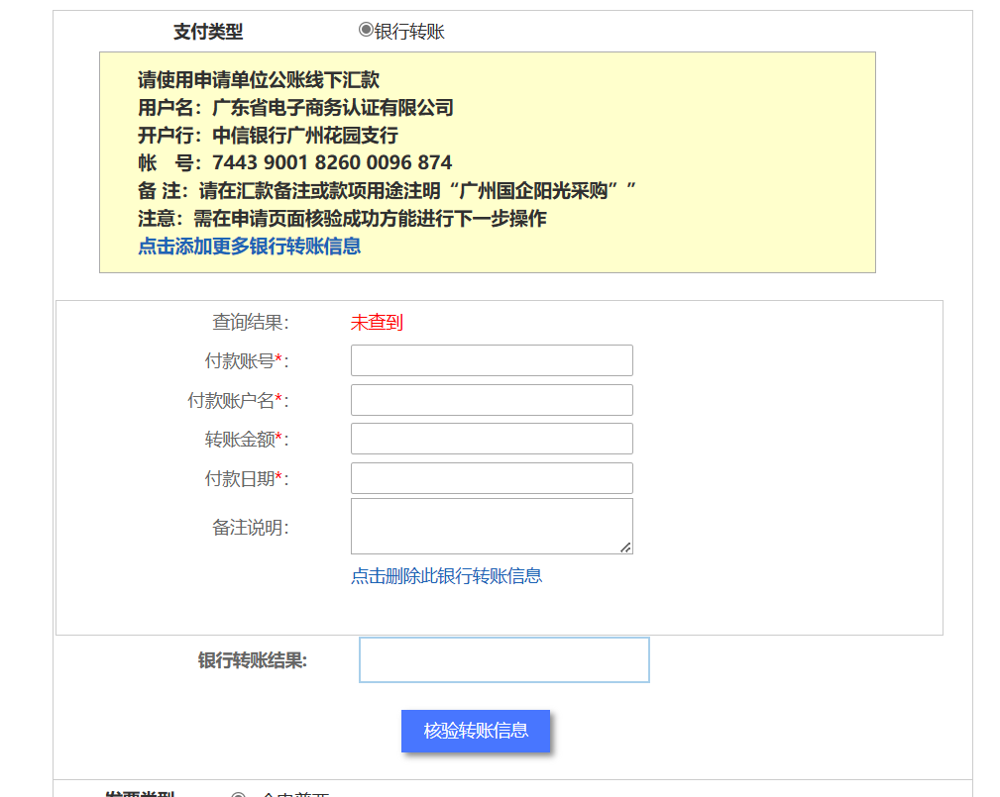 支付类型 银行转账
请使用申请单位公账线下汇款
用户名：广东省电子商务认证有限公司
开户行：中信银行广州花园支行
帐 号：7443 9001 8260 0096 874
备 注：请在汇款备注或款项用途注明“广州国企阳光采购””
注意：需在申请页面核验成功方能进行下一步操作
点击添加更多银行转账信息
查询结果： 未查到
付款账号*：
付款账户名*：
转账金额*：
付款日期*：
备注说明：
点击删除此银行转账信息
银行转账结果:
核验转账信息
发票类型